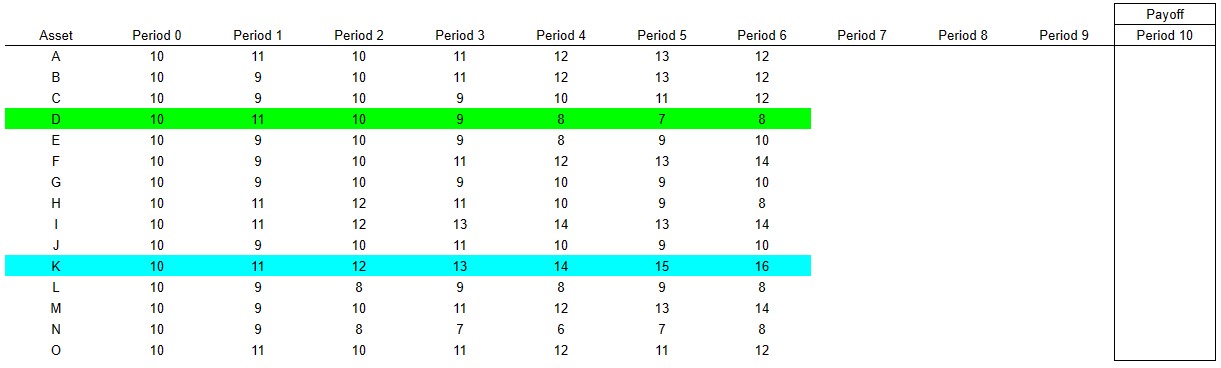 Payoff
Asset Period 0 Period 1 Period 2 Period 3 Period 4 Period 5 Period 6 Period 7 Period 8 Period 9 Period 10
A 10 11 10 11 12 13 12
B 10 9 10 11 12 13 12
C 10 9 10 9 10 11 12
D 10 11 10 9 8 7 8
E 10 9 10 9 8 9 10
F 10 9 10 11 12 13 14
G 10 9 10 9 10 9 10
H 10 11 12 11 10 9 8
I 10 11 12 13 14 13 14
J 10 9 10 11 10 9 10
K 10 11 12 13 14 15 16
L 10 9 8 9 8 9 8
M 10 9 10 11 12 13 14
N 10 9 8 7 6 7 8
O 10 11 10 11 12 11 12